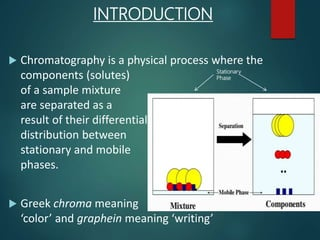 INTRODUCTION
Chromatography is a physical process where the
components (solutes)
of a sample mixture
are separated as a
result of their differential
distribution between
stationary and mobile
phases.
Stationary
Phase
Separation
Mobile Phase
Mixture
Components
Greek chroma meaning
‘color’ and graphein meaning ‘writing’